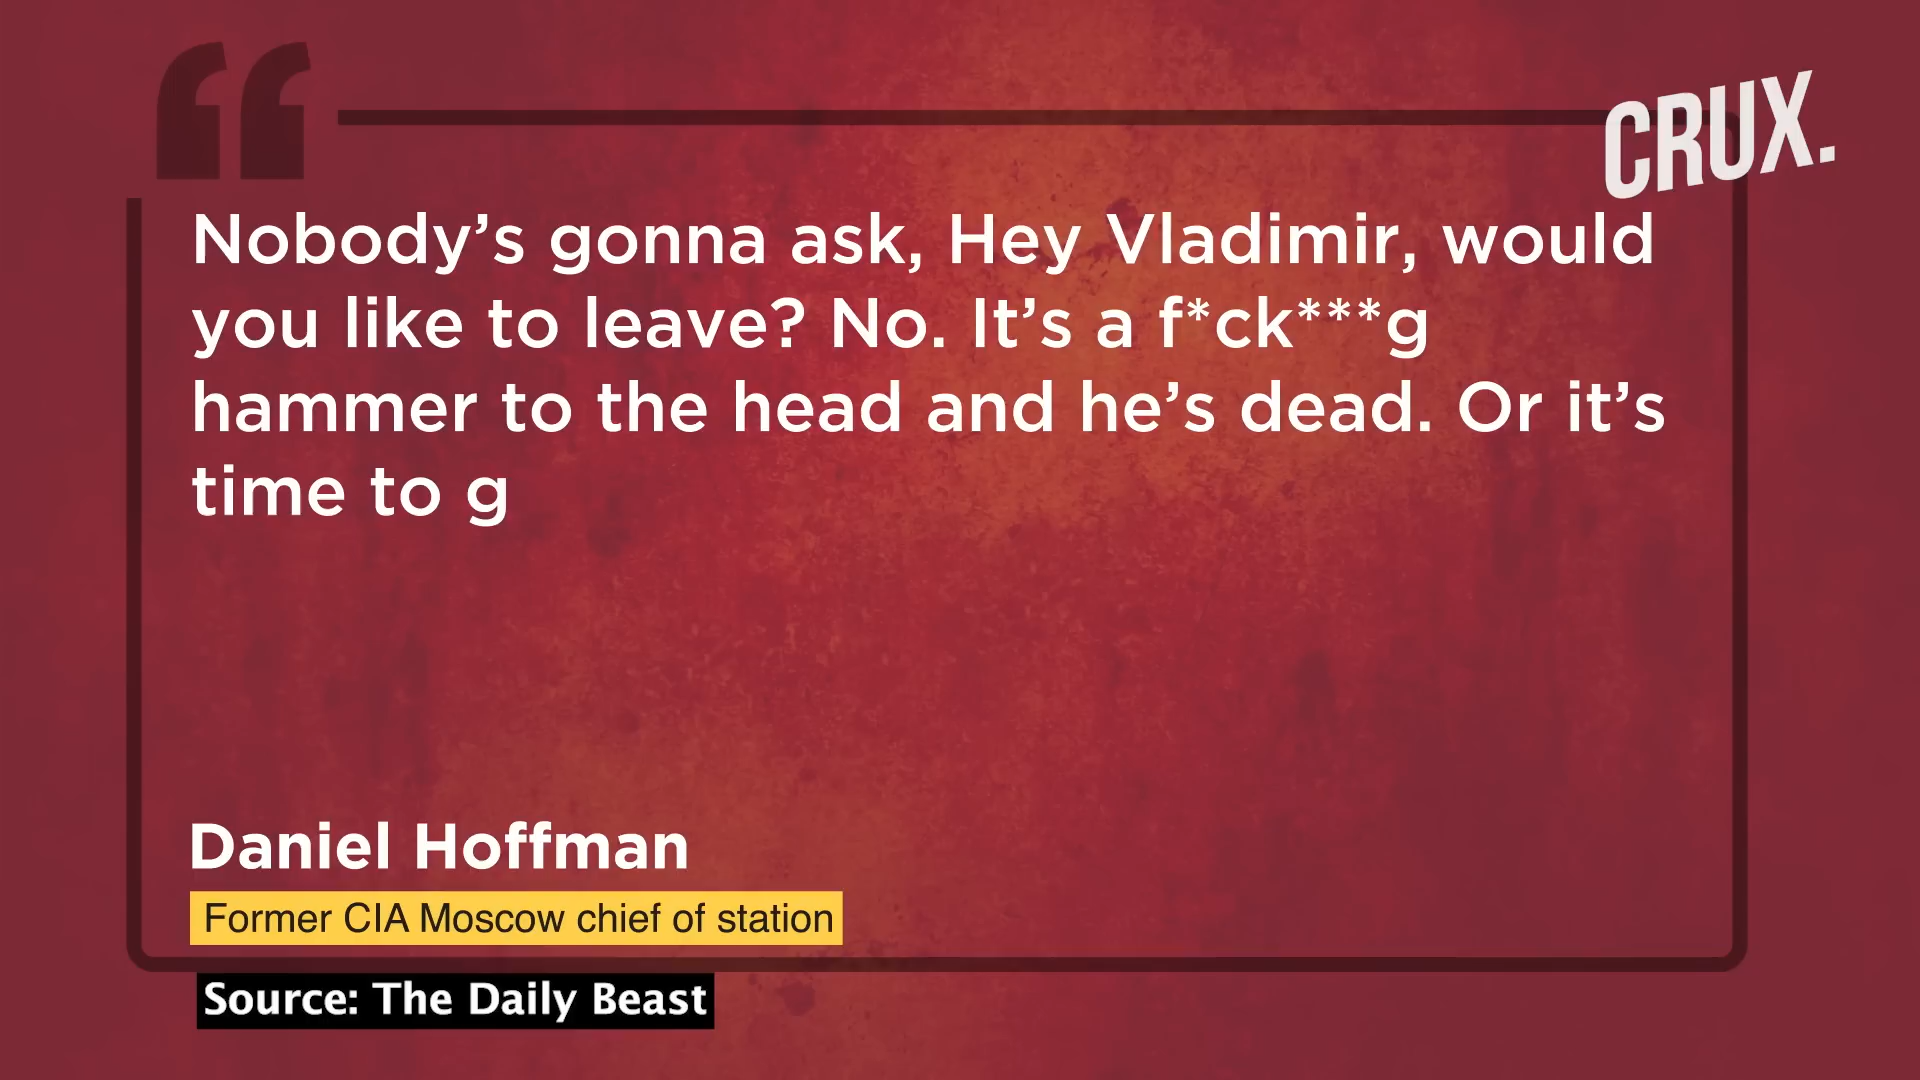 CRUX.
Nobody’s gonna ask, Hey Vladimir, would
you like to leave? No. It’s a f*ck***g
hammer to the head and he’s dead. Or it’s
time to g
Daniel Hoffman
Former CIA Moscow chief of station
Source: The Daily Beast